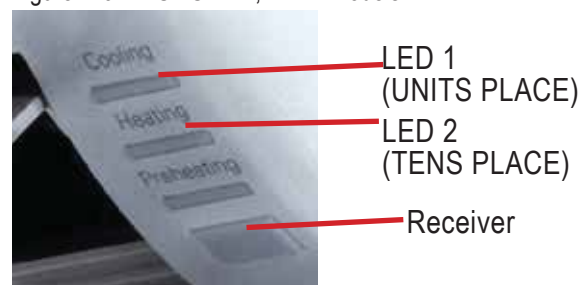 Cooling
LED 1
(UNITS PLACE)
Heating
LED 2
(TENS PLACE)
Preheating
Receiver